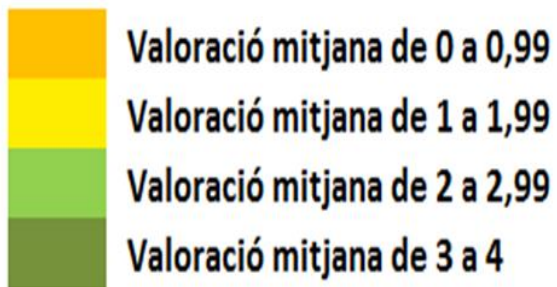 Valoració mitjana de 0 a 0,99
Valoració mitjana de 1 a 1,99
Valoració mitjana de 2 a 2,99
Valoració mitjana de 3 a 4